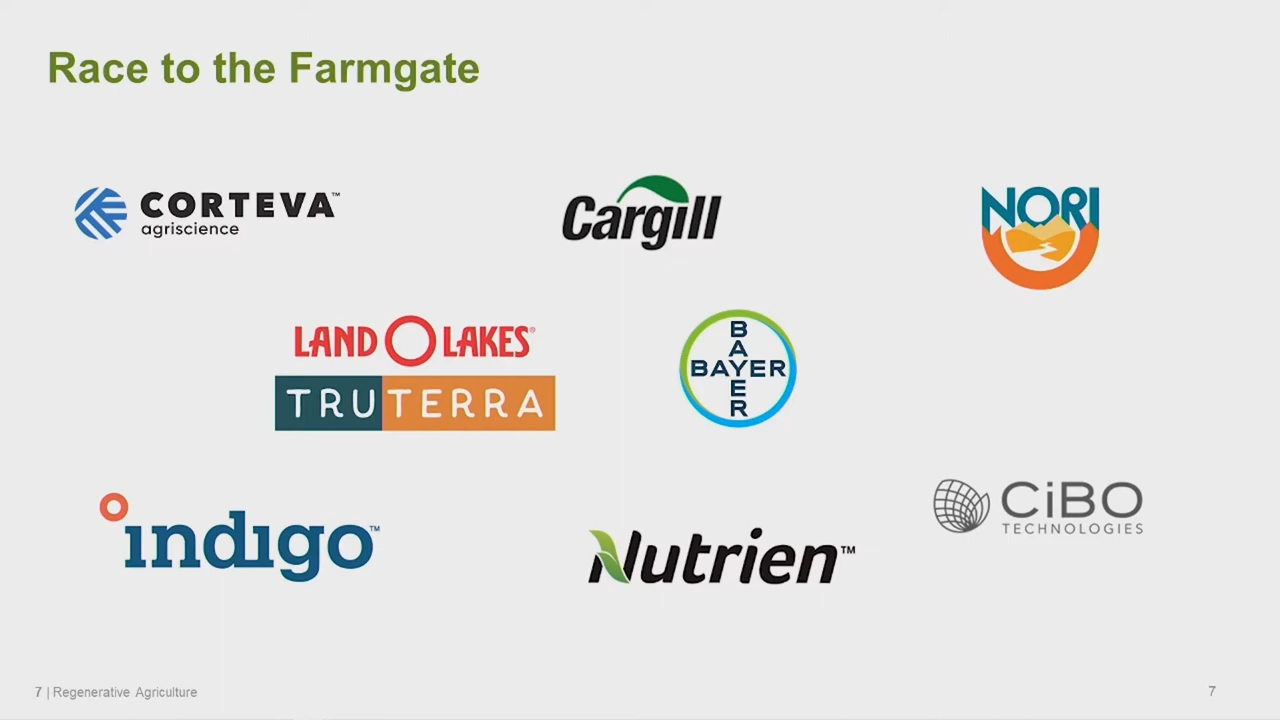 Race to the Farmgate
CORTEVA™
agriscience
Cargill
NORI
LAND O LAKES®
TRUTERRA
BAYER
BAYER
indigo™
Nutrien™
CiBO
TECHNOLOGIES
7 | Regenerative Agriculture
7